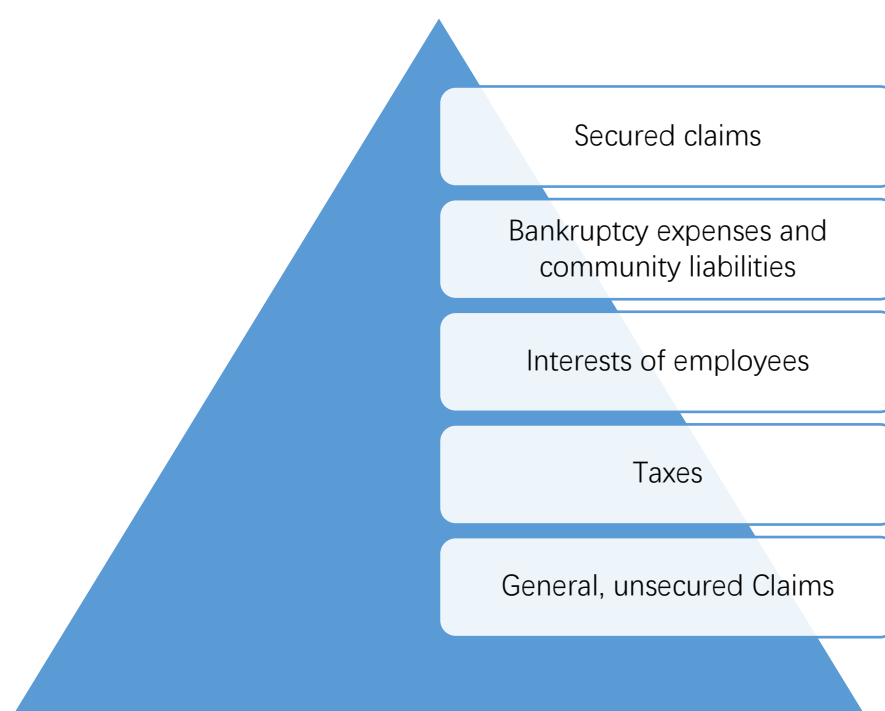 Secured claims
Bankruptcy expenses and
community liabilities
Interests of employees
Taxes
General, unsecured Claims